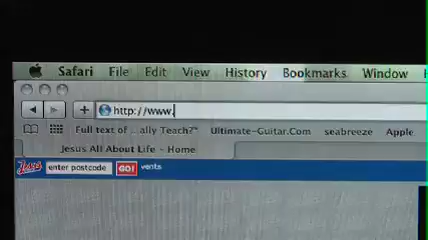 Safari File Edit View History Bookmarks Window
http://www.
Full text of ... ally Teach?" Ultimate-Guitar.Com seabreeze Apple
Jesus All About Life - Home
Jesus enter postcode GO! vents